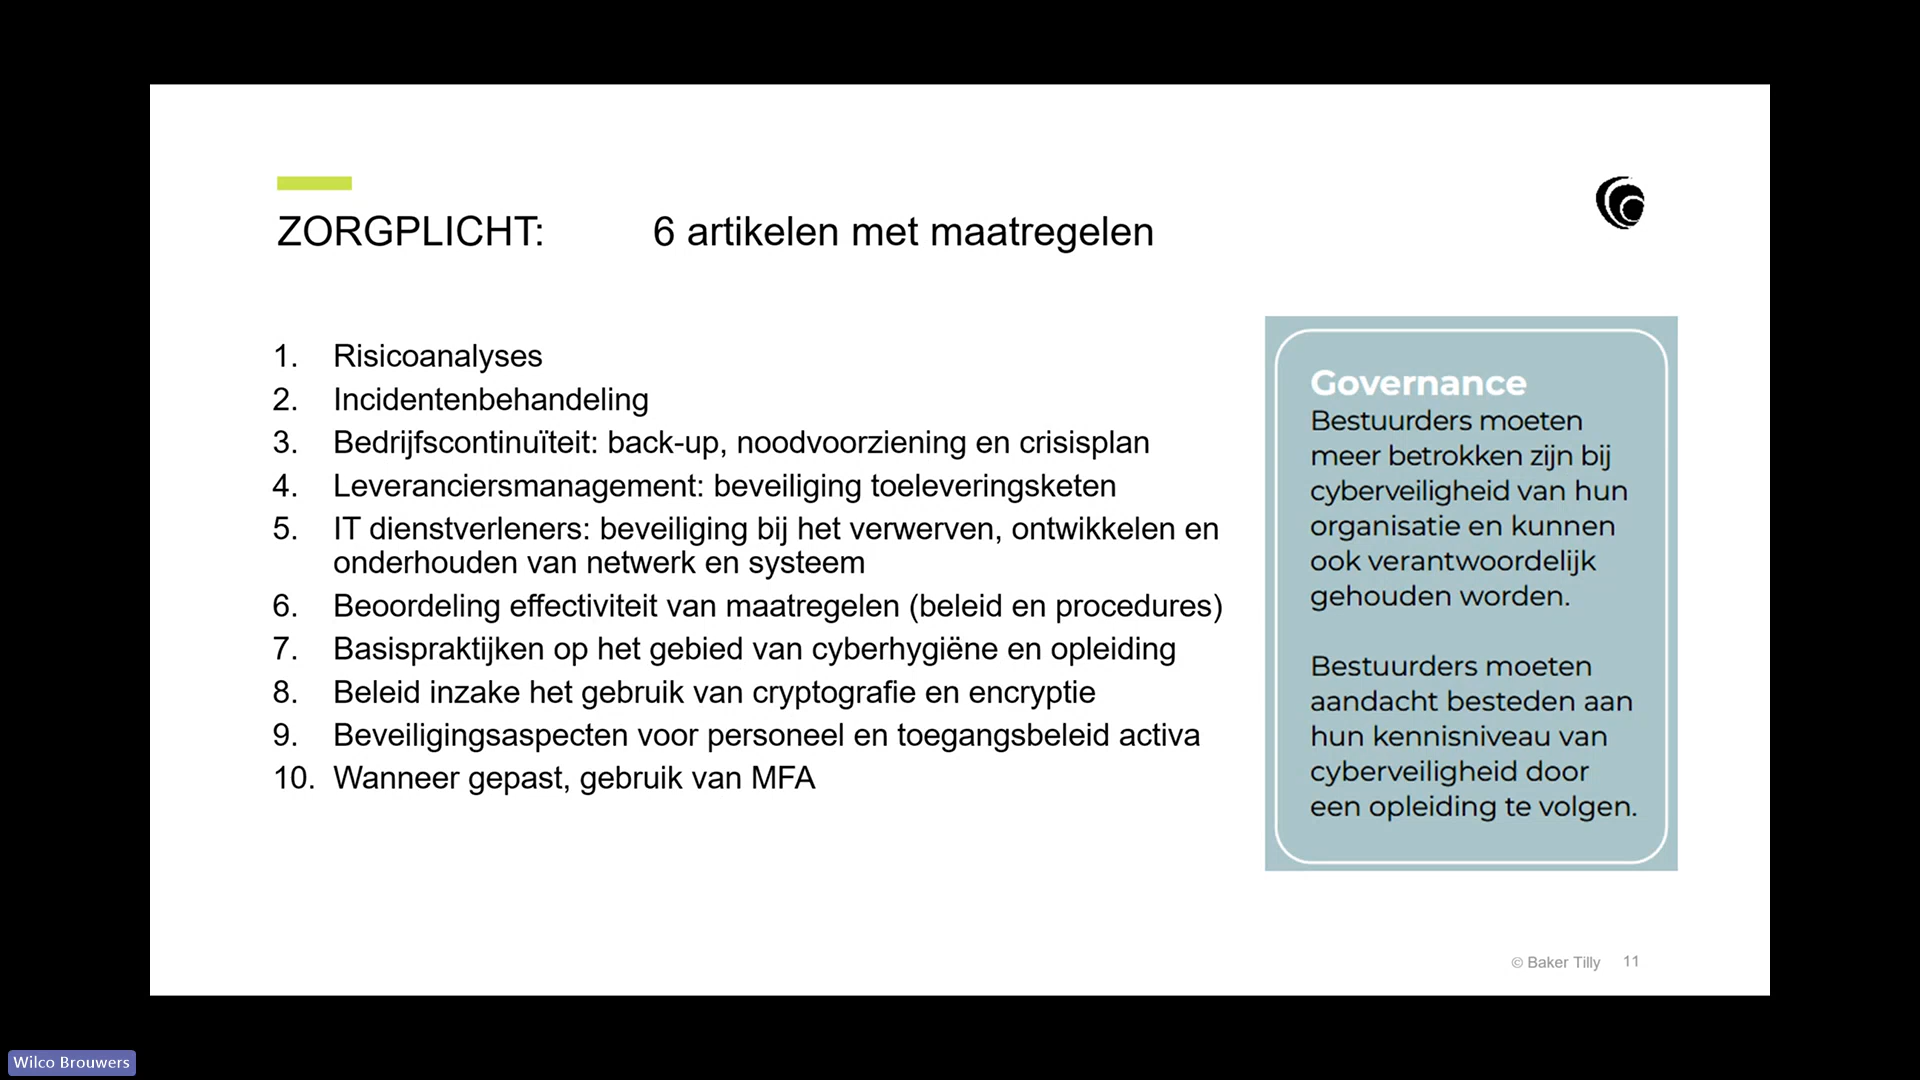 ZORGPLICHT: 6 artikelen met maatregelen
1. Risicoanalyses
2. Incidentenbehandeling
3. Bedrijfscontinuïteit: back-up, noodvoorziening en crisisplan
4. Leveranciersmanagement: beveiliging toeleveringsketen
5. IT dienstverleners: beveiliging bij het verwerven, ontwikkelen en
onderhouden van netwerk en systeem
6. Beoordeling effectiviteit van maatregelen (beleid en procedures)
7. Basispraktijken op het gebied van cyberhygiëne en opleiding
8. Beleid inzake het gebruik van cryptografie en encryptie
9. Beveiligingsaspecten voor personeel en toegangsbeleid activa
10. Wanneer gepast, gebruik van MFA
Governance
Bestuurders moeten
meer betrokken zijn bij
cyberveiligheid van hun
organisatie en kunnen
ook verantwoordelijk
gehouden worden.
Bestuurders moeten
aandacht besteden aan
hun kennisniveau van
cyberveiligheid door
een opleiding te volgen.
© Baker Tilly 11
Wilco Brouwers